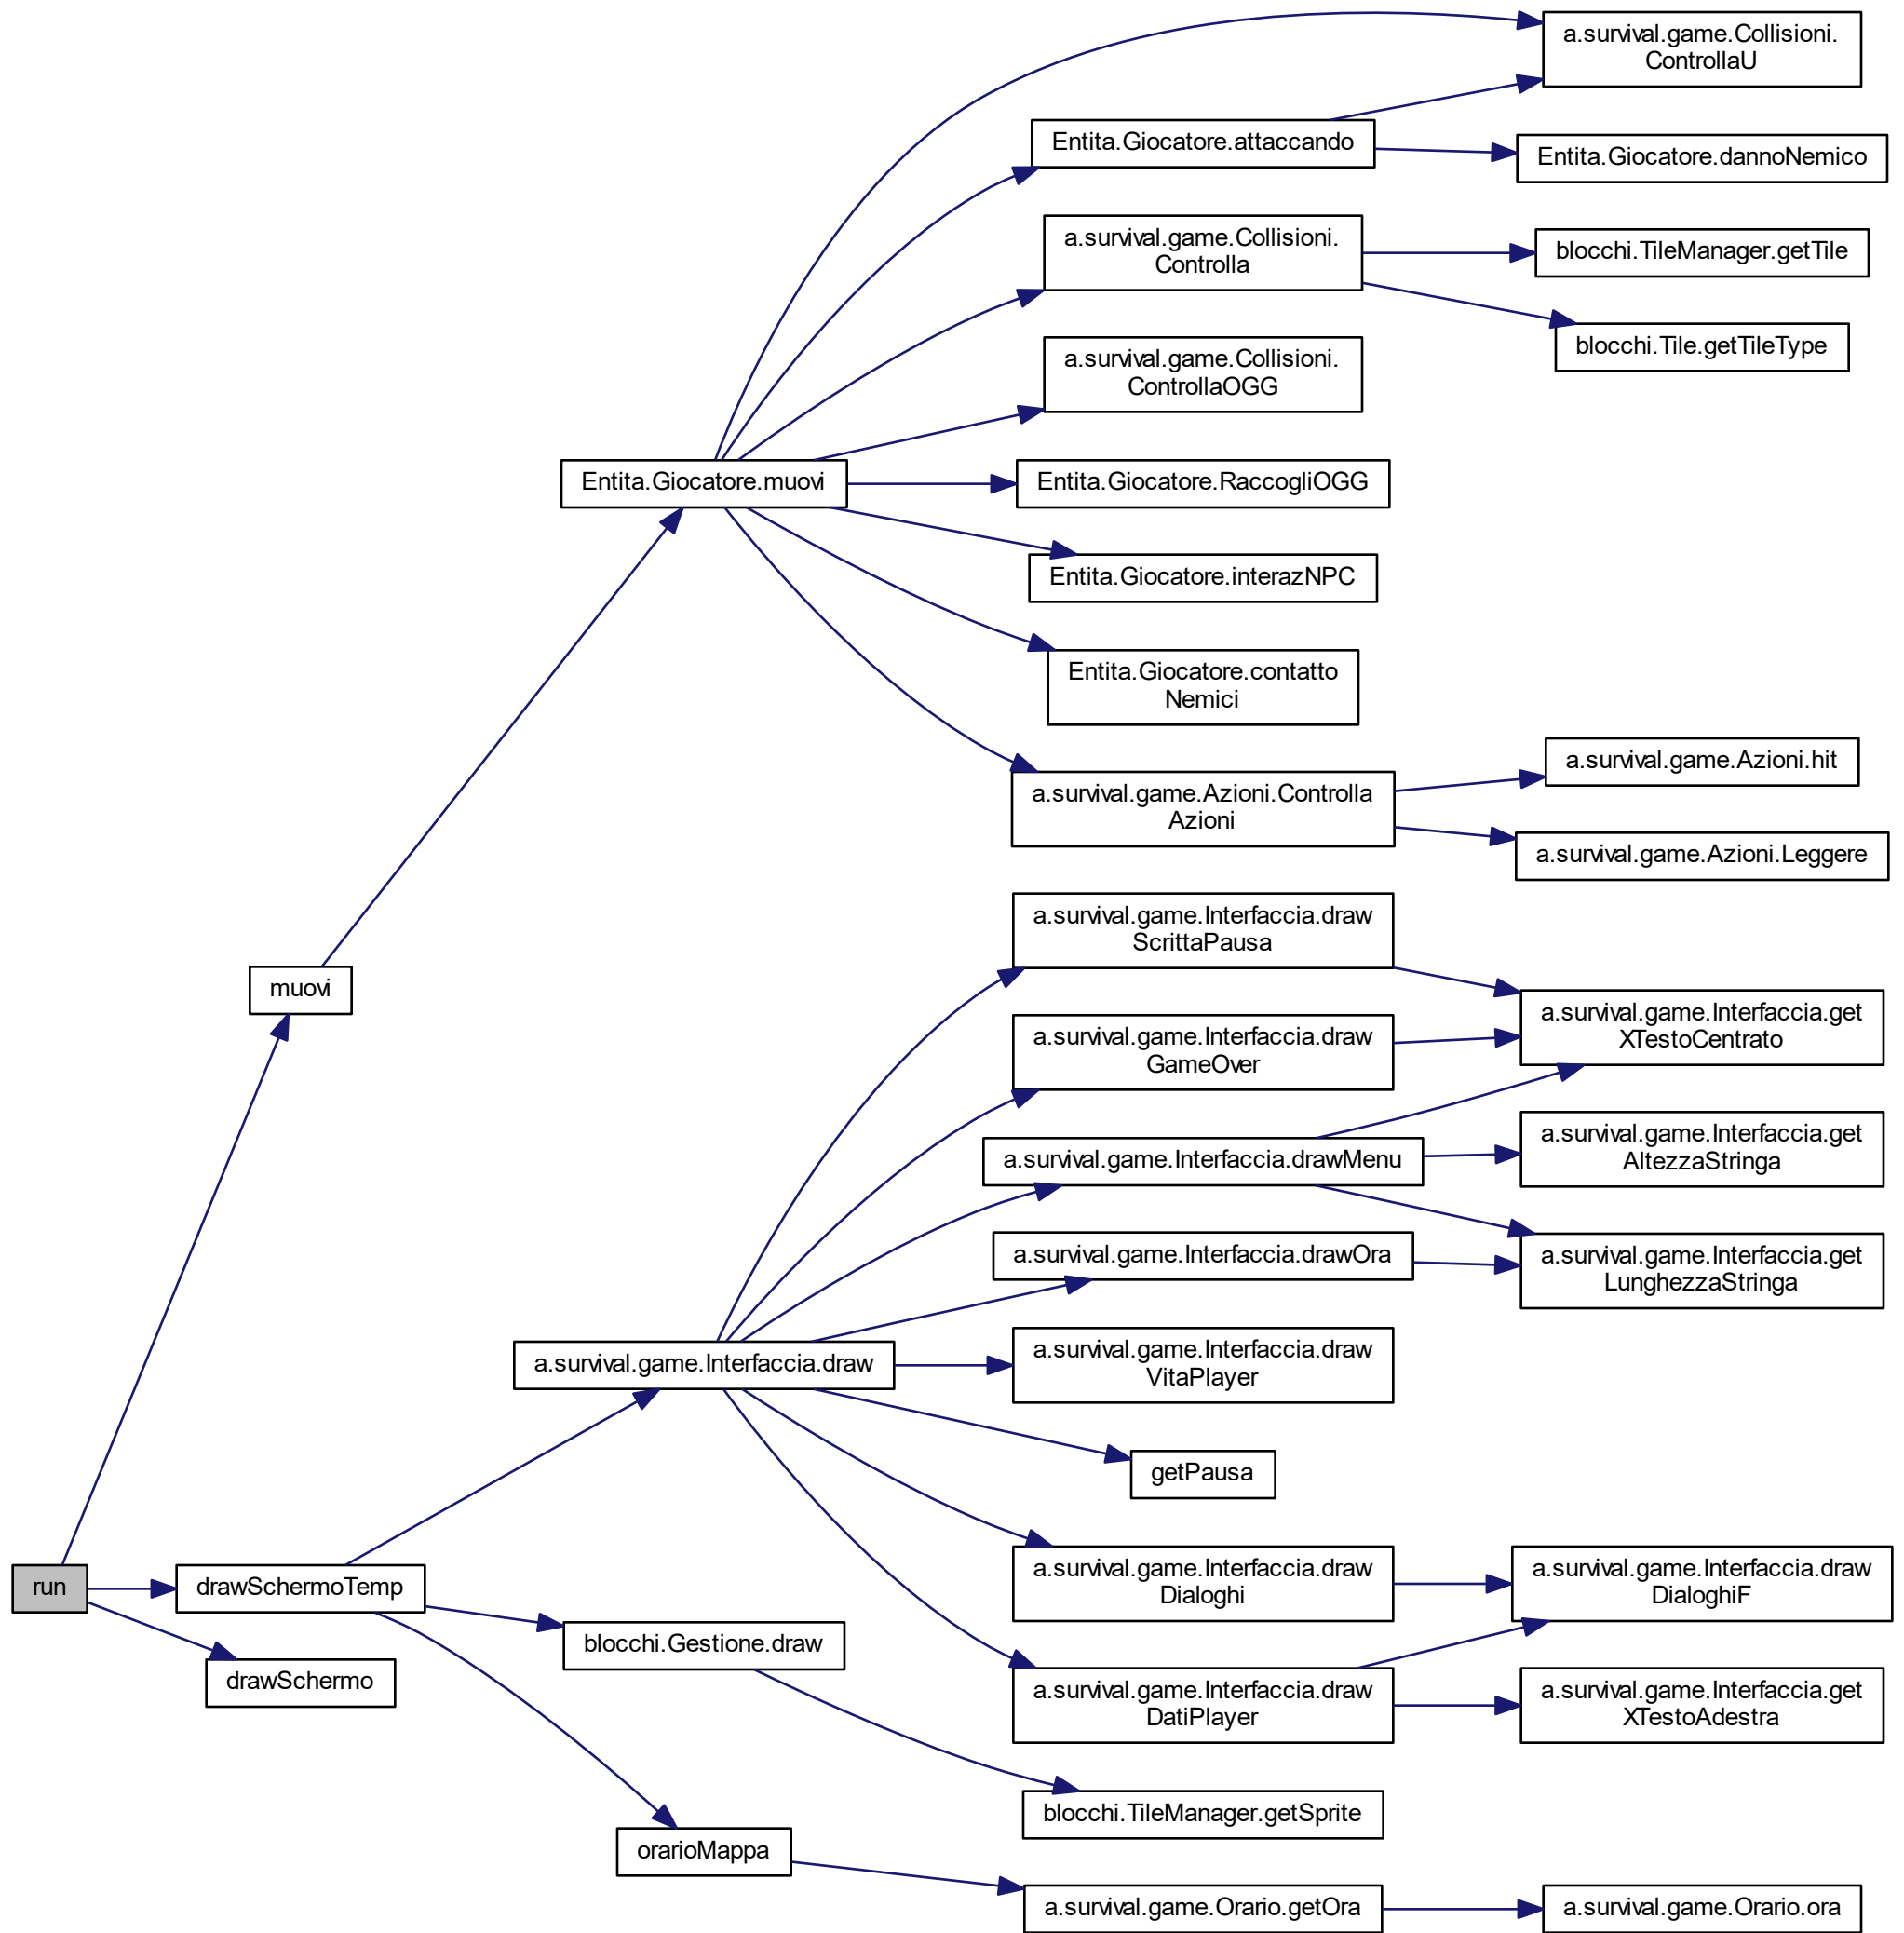 a.survival.game.Collisioni.
ControllaU
Entita.Giocatore.attaccando
Entita.Giocatore.dannoNemico
a.survival.game.Collisioni.
Controlla
blocchi.TileManager.getTile
blocchi.Tile.getTileType
a.survival.game.Collisioni.
ControllaOGG
Entita.Giocatore.muovi
Entita.Giocatore.RaccogliOGG
Entita.Giocatore.interazNPC
Entita.Giocatore.contatto
Nemici
a.survival.game.Azioni.Controlla
Azioni
a.survival.game.Azioni.hit
a.survival.game.Azioni.Leggere
muovi
a.survival.game.Interfaccia.draw
ScrittaPausa
a.survival.game.Interfaccia.get
XTestoCentrato
a.survival.game.Interfaccia.draw
GameOver
a.survival.game.Interfaccia.drawMenu
a.survival.game.Interfaccia.get
AltezzaStringa
a.survival.game.Interfaccia.drawOra
a.survival.game.Interfaccia.get
LunghezzaStringa
a.survival.game.Interfaccia.draw
a.survival.game.Interfaccia.draw
VitaPlayer
getPausa
run
drawSchermoTemp
a.survival.game.Interfaccia.draw
Dialoghi
a.survival.game.Interfaccia.draw
DialoghiF
blocchi.Gestione.draw
drawSchermo
a.survival.game.Interfaccia.draw
DatiPlayer
a.survival.game.Interfaccia.get
XTestoAdestra
blocchi.TileManager.getSprite
orarioMappa
a.survival.game.Orario.getOra
a.survival.game.Orario.ora